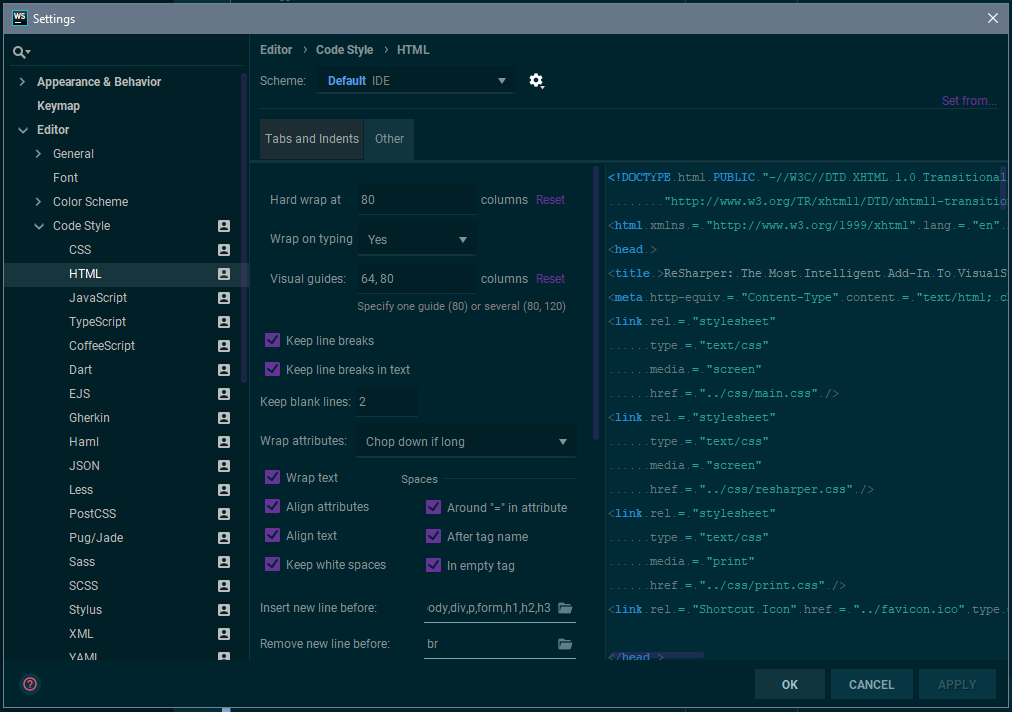 WS Settings
Appearance & Behavior
Keymap
Editor
General
Font
Color Scheme
Code Style
CSS
HTML
JavaScript
TypeScript
CoffeeScript
Dart
EJS
Gherkin
Haml
JSON
Less
PostCSS
Pug/Jade
Sass
SCSS
Stylus
XML
YAML
Editor › Code Style › HTML
Scheme: Default IDE
Set from...
Tabs and Indents Other
Hard wrap at 80 columns Reset
Wrap on typing Yes
Visual guides: 64, 80 columns Reset
Specify one guide (80) or several (80, 120)
Keep line breaks
Keep line breaks in text
Keep blank lines: 2
Wrap attributes: Chop down if long
Wrap text
Align attributes
Align text
Keep white spaces
Spaces
Around "=" in attribute
After tag name
In empty tag
Insert new line before: ody,div,p,form,h1,h2,h3
Remove new line before: br
<!DOCTYPE.html.PUBLIC."-//W3C//DTD.XHTML.1.0.Transitional
........"http://www.w3.org/TR/xhtml1/DTD/xhtml1-transitio
<html.xmlns.=."http://www.w3.org/1999/xhtml".lang.=."en"
<head.>
<title.>ReSharper:.The.Most.Intelligent.Add-In.To.VisualS
<meta.http-equiv.=."Content-Type".content.=."text/html;.c
<link.rel.=."stylesheet"
......type.=."text/css"
......media.=."screen"
......href.=."../css/main.css"./>
<link.rel.=."stylesheet"
......type.=."text/css"
......media.=."screen"
......href.=."../css/resharper.css"./>
<link.rel.=."stylesheet"
......type.=."text/css"
......media.=."print"
......href.=."../css/print.css"./>
<link.rel.=."Shortcut.Icon".href.=."../favicon.ico".type.
</head.>
? OK CANCEL APPLY